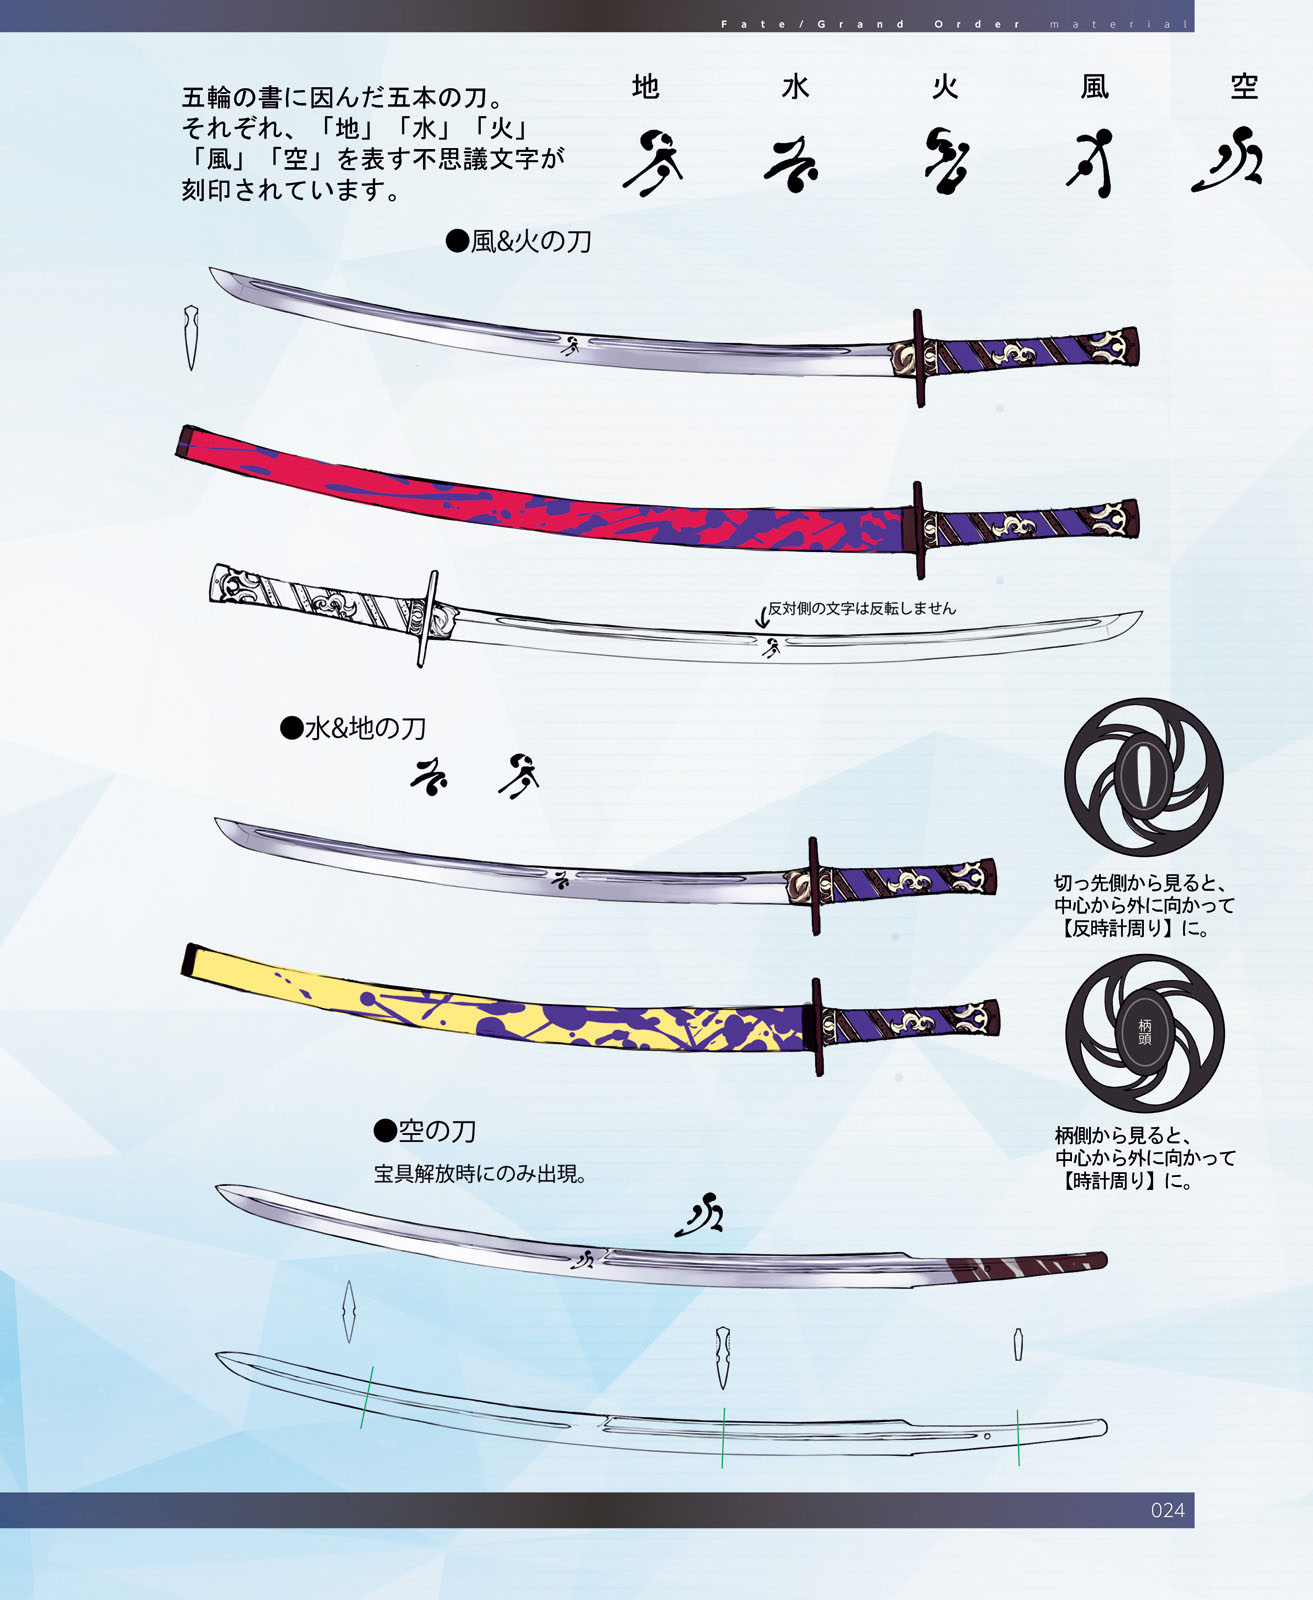 Fate/Grand Order material
五輪の書に因んだ五本の刀。
それぞれ、「地」「水」「火」
「風」「空」を表す不思議文字が
刻印されています。
地 水 火 風 空
●風&火の刀
反対側の文字は反転しません
●水&地の刀
切っ先側から見ると、
中心から外に向かって
【反時計周り】に。
柄頭
柄側から見ると、
中心から外に向かって
【時計周り】に。
●空の刀
宝具解放時にのみ出現。
024